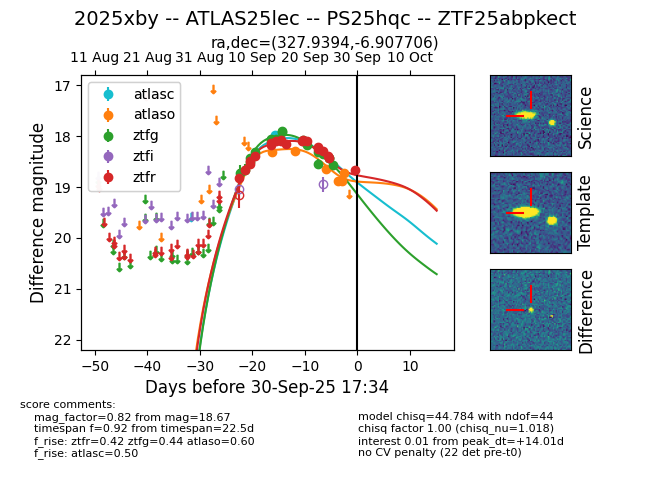 2025xby -- ATLAS25lec -- PS25hqc -- ZTF25abpkect
ra,dec=(327.9394,-6.907706)
11 Aug 21 Aug 31 Aug 10 Sep 20 Sep 30 Sep 10 Oct
17
18
19
20
21
22
Difference magnitude
atlasc
atlaso
ztfg
ztfi
ztfr
−50 −40 −30 −20 −10 0 10
Days before 30-Sep-25 17:34
Science
Template
Difference
score comments:
mag_factor=0.82 from mag=18.67
timespan f=0.92 from timespan=22.5d
f_rise: ztfr=0.42 ztfg=0.44 atlaso=0.60
f_rise: atlasc=0.50
model chisq=44.784 with ndof=44
chisq factor 1.00 (chisq_nu=1.018)
interest 0.01 from peak_dt=+14.01d
no CV penalty (22 det pre-t0)